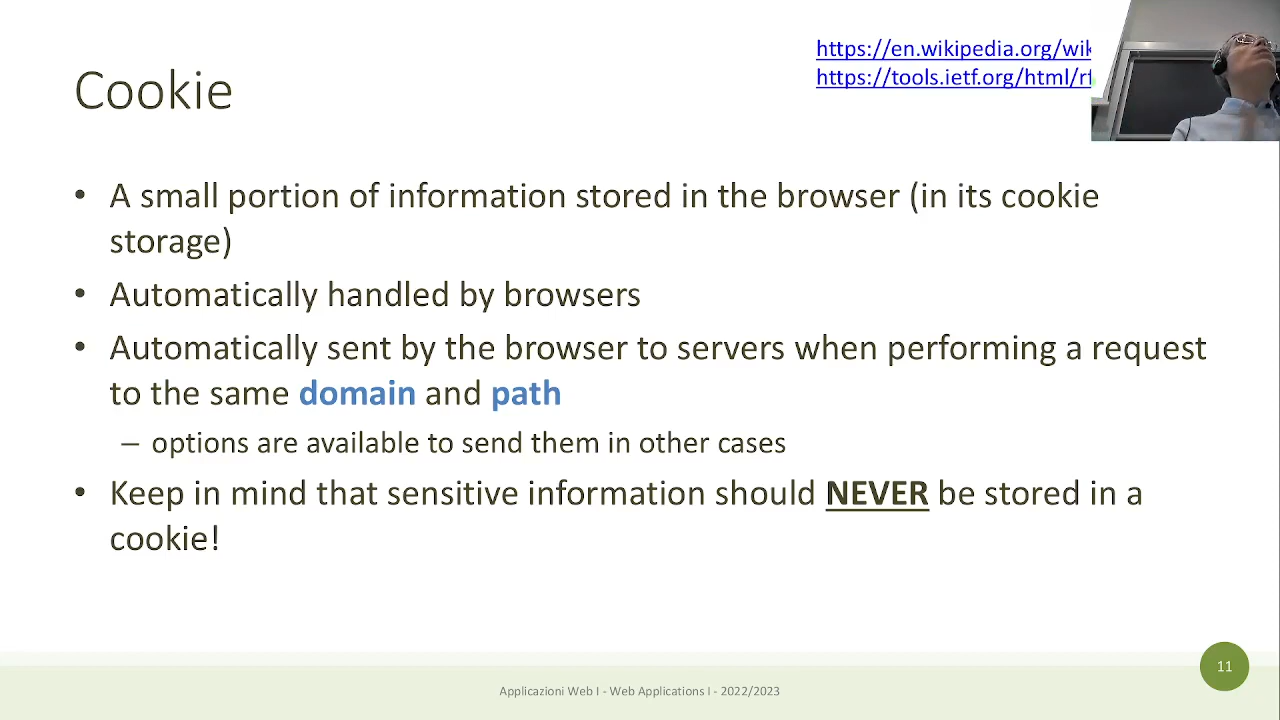 https://en.wikipedia.org/wik
https://tools.ietf.org/html/rf
Cookie
• A small portion of information stored in the browser (in its cookie
storage)
• Automatically handled by browsers
• Automatically sent by the browser to servers when performing a request
to the same domain and path
– options are available to send them in other cases
• Keep in mind that sensitive information should NEVER be stored in a
cookie!
11
Applicazioni Web I - Web Applications I - 2022/2023